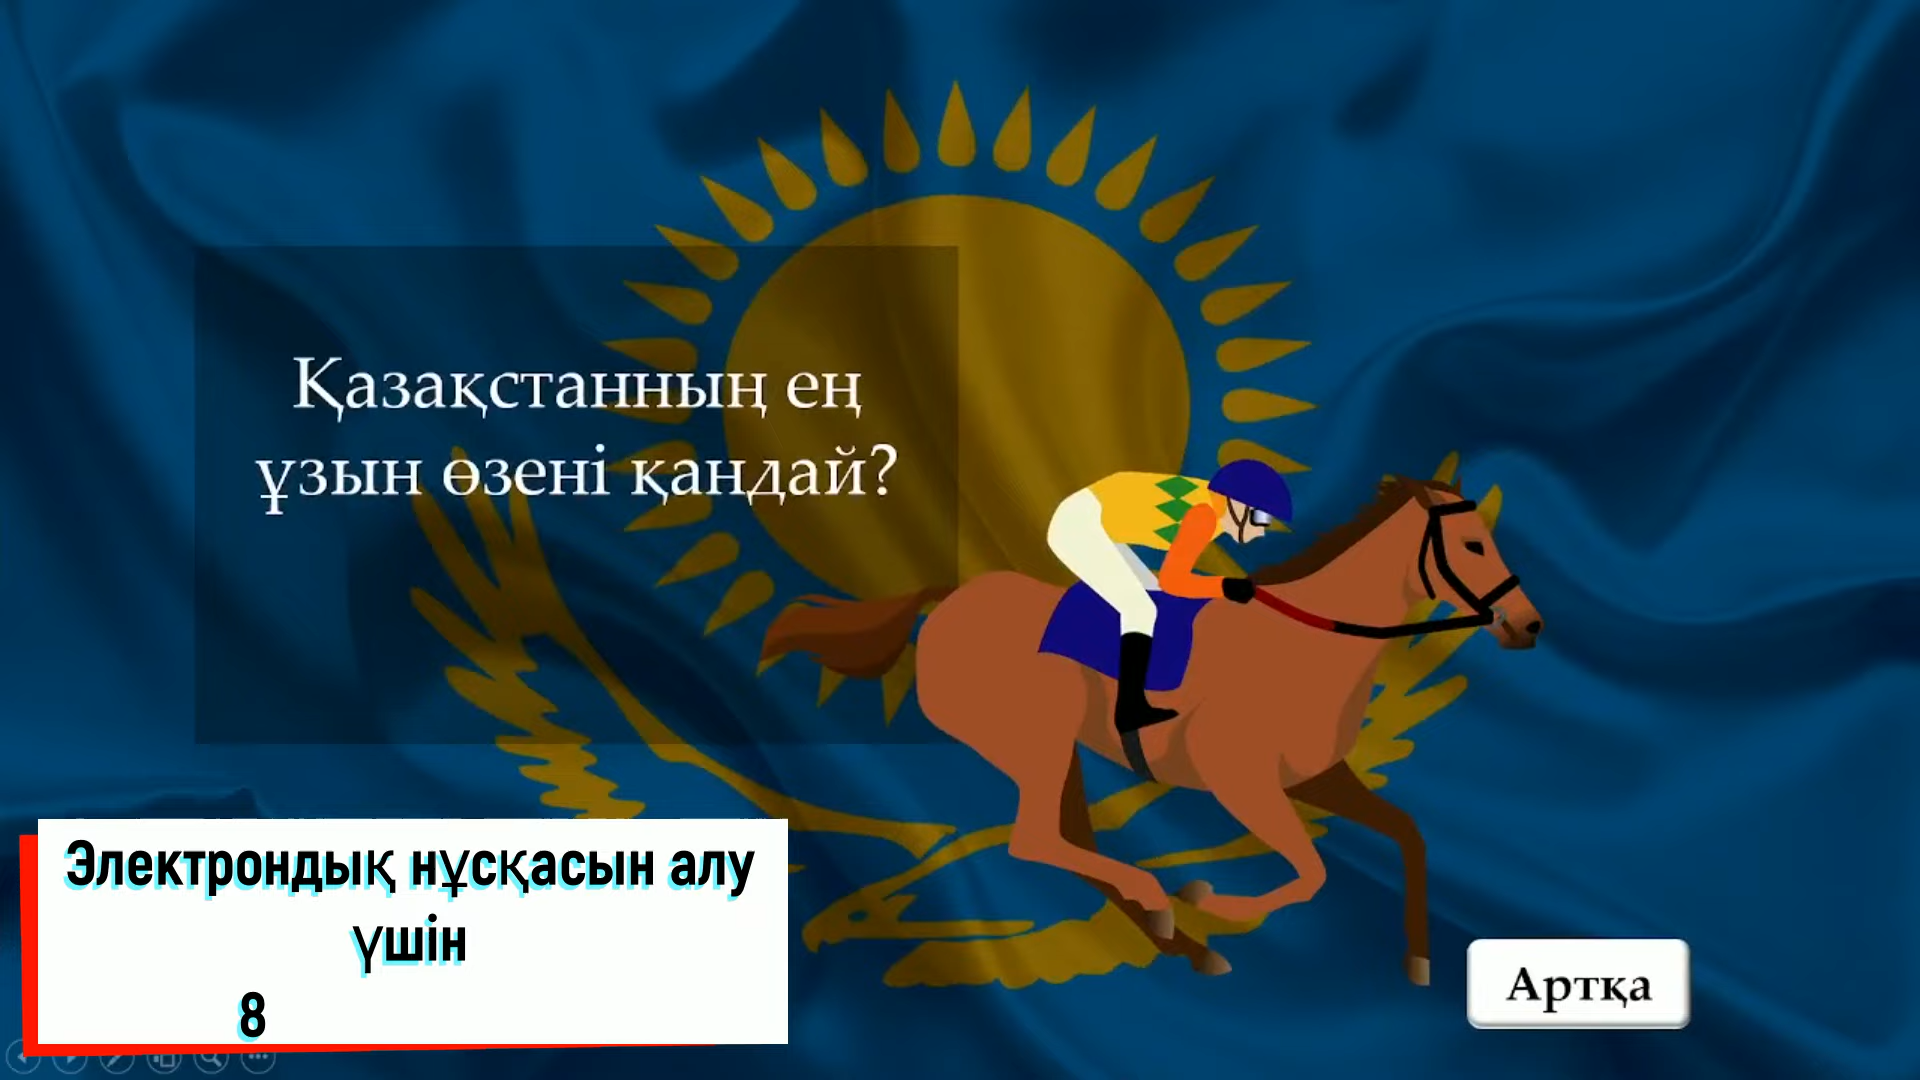 Қазақстанның ең
ұзын өзені қандай?
Электрондық нұсқасын алу
үшін
8
Артқа